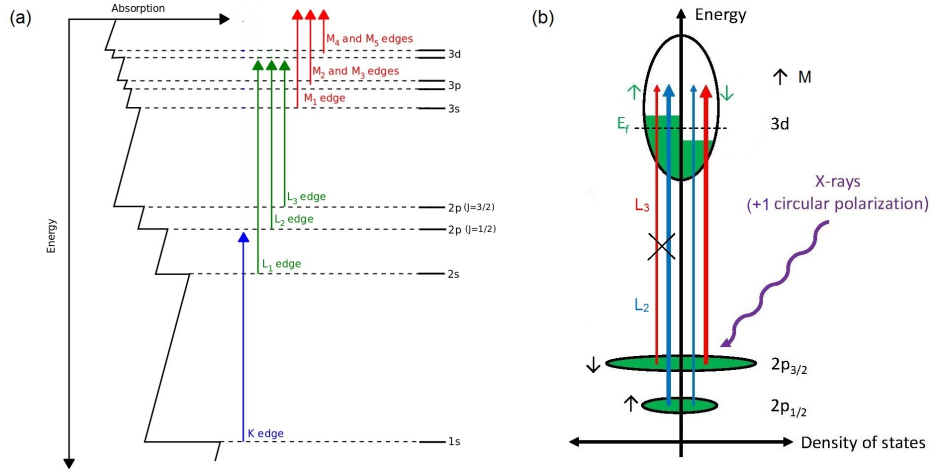 (a)
Absorption
M4 and M5 edges
3d
M2 and M3 edges
3p
M1 edge
3s
L3 edge
2p (J=3/2)
L2 edge
2p (J=1/2)
L1 edge
2s
K edge
1s
Energy
(b)
Energy
↑ M
↑
↓
Ef
3d
X-rays
(+1 circular polarization)
L3
L2
↓
2p3/2
↑
2p1/2
Density of states